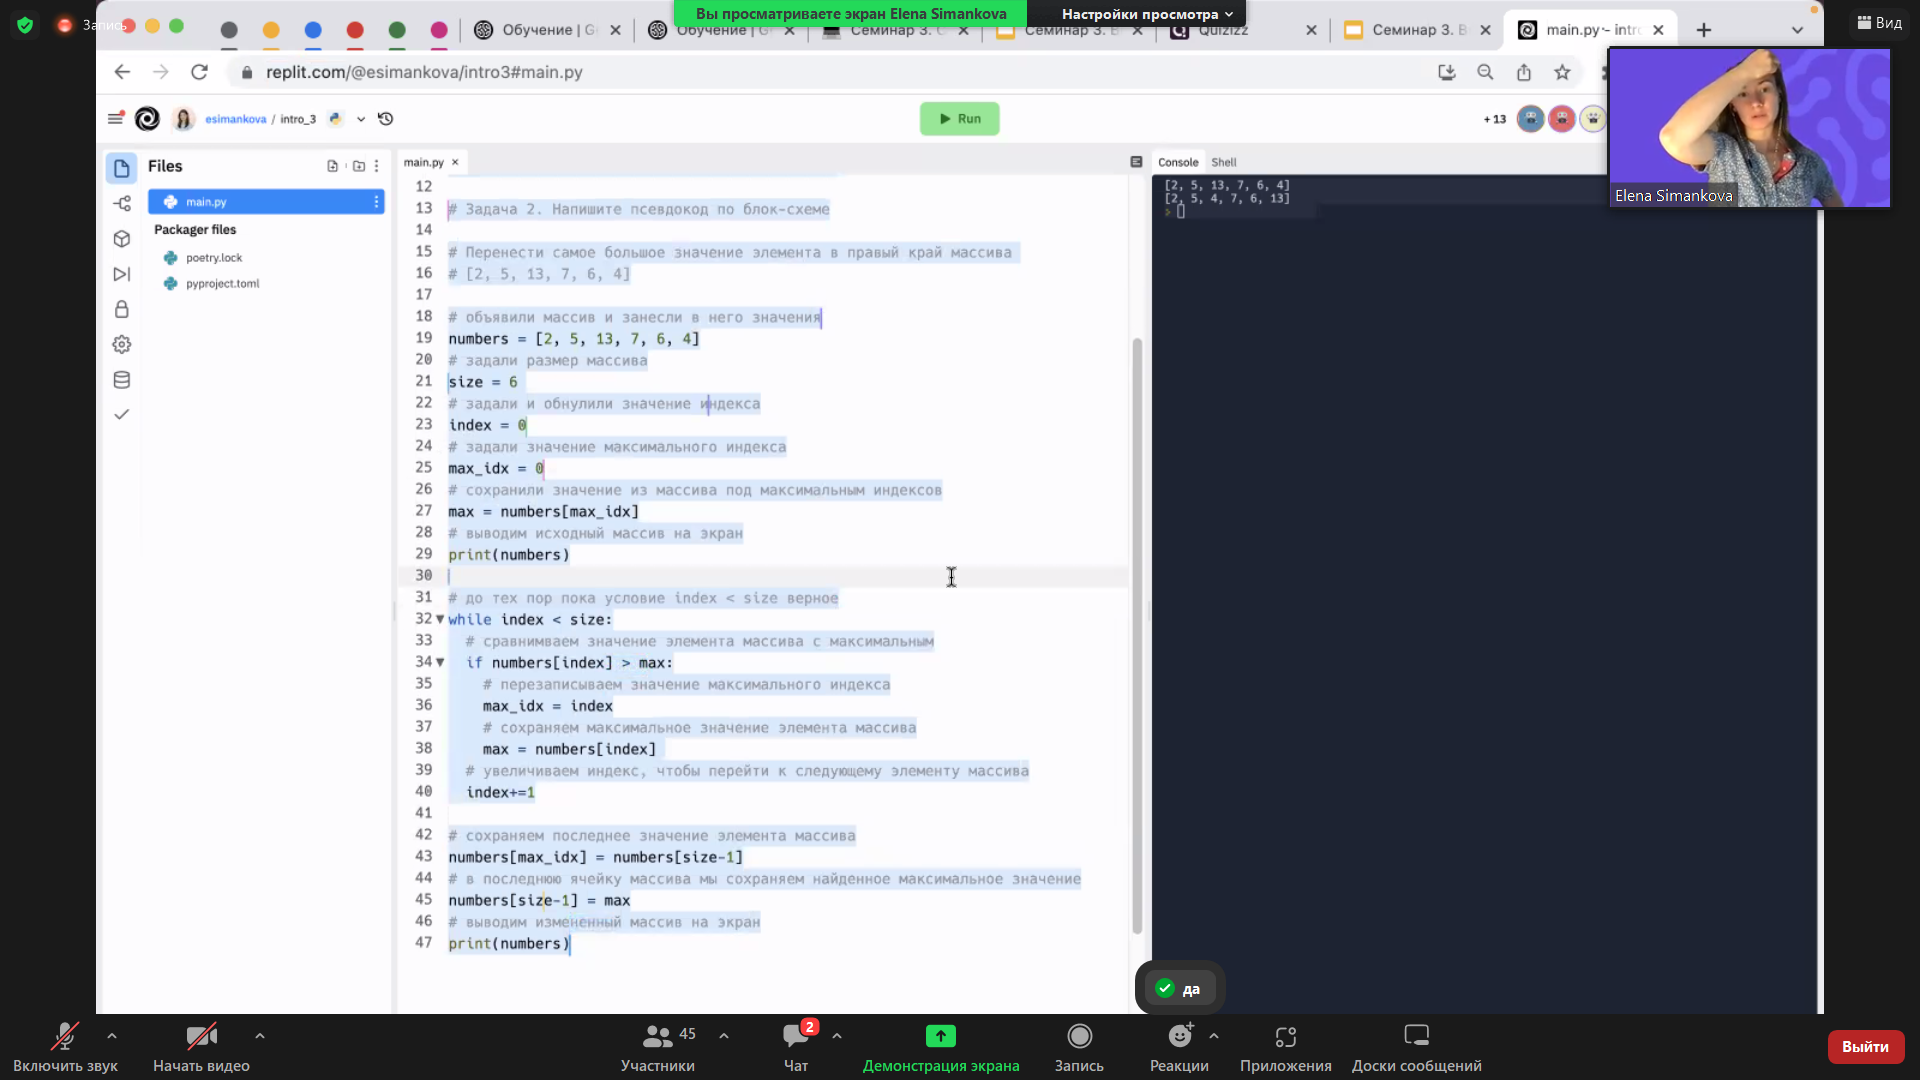 Запись
Вы просматриваете экран Elena Simankova
Настройки просмотра
Вид
Обучение | G
Обучение | G
Семинар 3. С
Семинар 3. В
Quizizz
Семинар 3. В
main.py - intro
replit.com/@esimankova/intro3#main.py
esimankova / intro_3
Run
+ 13
Elena Simankova
Files
main.py
Packager files
poetry.lock
pyproject.toml
main.py
12
13 # Задача 2. Напишите псевдокод по блок-схеме
14
15 # Перенести самое большое значение элемента в правый край массива
16 # [2, 5, 13, 7, 6, 4]
17
18 # объявили массив и занесли в него значения
19 numbers = [2, 5, 13, 7, 6, 4]
20 # задали размер массива
21 size = 6
22 # задали и обнулили значение индекса
23 index = 0
24 # задали значение максимального индекса
25 max_idx = 0
26 # сохранили значение из массива под максимальным индексов
27 max = numbers[max_idx]
28 # выводим исходный массив на экран
29 print(numbers)
30
31 # до тех пор пока условие index < size верное
32 while index < size:
33 # сравнимваем значение элемента массива с максимальным
34 if numbers[index] > max:
35 # перезаписываем значение максимального индекса
36 max_idx = index
37 # сохраняем максимальное значение элемента массива
38 max = numbers[index]
39 # увеличиваем индекс, чтобы перейти к следующему элементу массива
40 index+=1
41
42 # сохраняем последнее значение элемента массива
43 numbers[max_idx] = numbers[size-1]
44 # в последнюю ячейку массива мы сохраняем найденное максимальное значение
45 numbers[size-1] = max
46 # выводим измененный массив на экран
47 print(numbers)
Console
Shell
[2, 5, 13, 7, 6, 4]
[2, 5, 4, 7, 6, 13]
да
Включить звук
Начать видео
45
Участники
2
Чат
Демонстрация экрана
Запись
Реакции
Приложения
Доски сообщений
Выйти